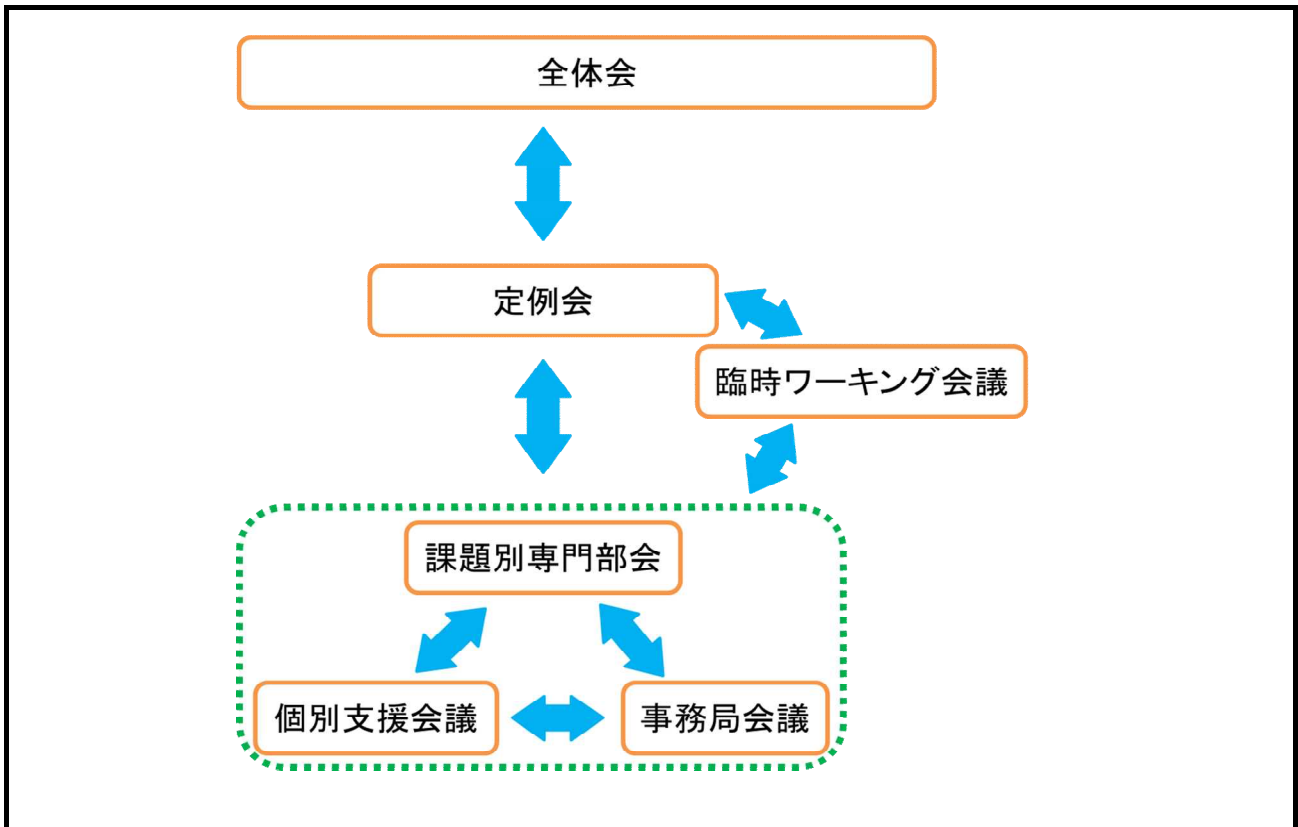 全体会
定例会
臨時ワーキング会議
課題別専門部会
個別支援会議
事務局会議